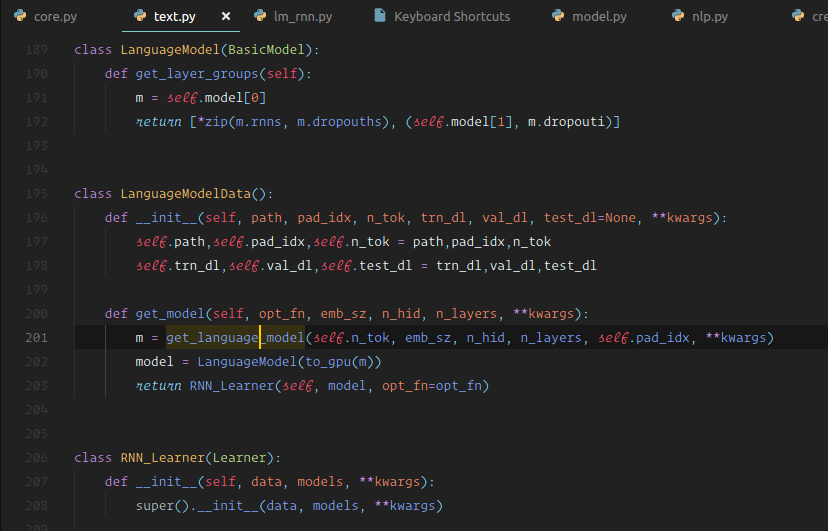 core.py text.py × lm_rnn.py Keyboard Shortcuts model.py nlp.py cre
189 class LanguageModel(BasicModel):
190     def get_layer_groups(self):
191         m = self.model[0]
192         return [*zip(m.rnns, m.dropouths), (self.model[1], m.dropouti)]
193
194
195 class LanguageModelData():
196     def __init__(self, path, pad_idx, n_tok, trn_dl, val_dl, test_dl=None, **kwargs):
197         self.path,self.pad_idx,self.n_tok = path,pad_idx,n_tok
198         self.trn_dl,self.val_dl,self.test_dl = trn_dl,val_dl,test_dl
199
200     def get_model(self, opt_fn, emb_sz, n_hid, n_layers, **kwargs):
201         m = get_language_model(self.n_tok, emb_sz, n_hid, n_layers, self.pad_idx, **kwargs)
202         model = LanguageModel(to_gpu(m))
203         return RNN_Learner(self, model, opt_fn=opt_fn)
204
205
206 class RNN_Learner(Learner):
207     def __init__(self, data, models, **kwargs):
208         super().__init__(data, models, **kwargs)
209